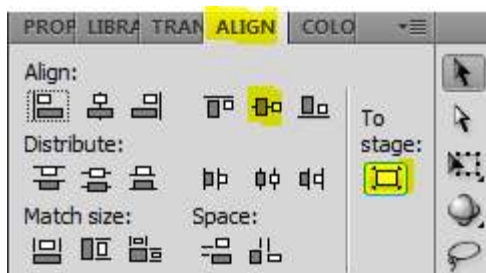 PROP LIBRA TRAN ALIGN COLO
Align:
To
stage:
Distribute:
Match size: Space: